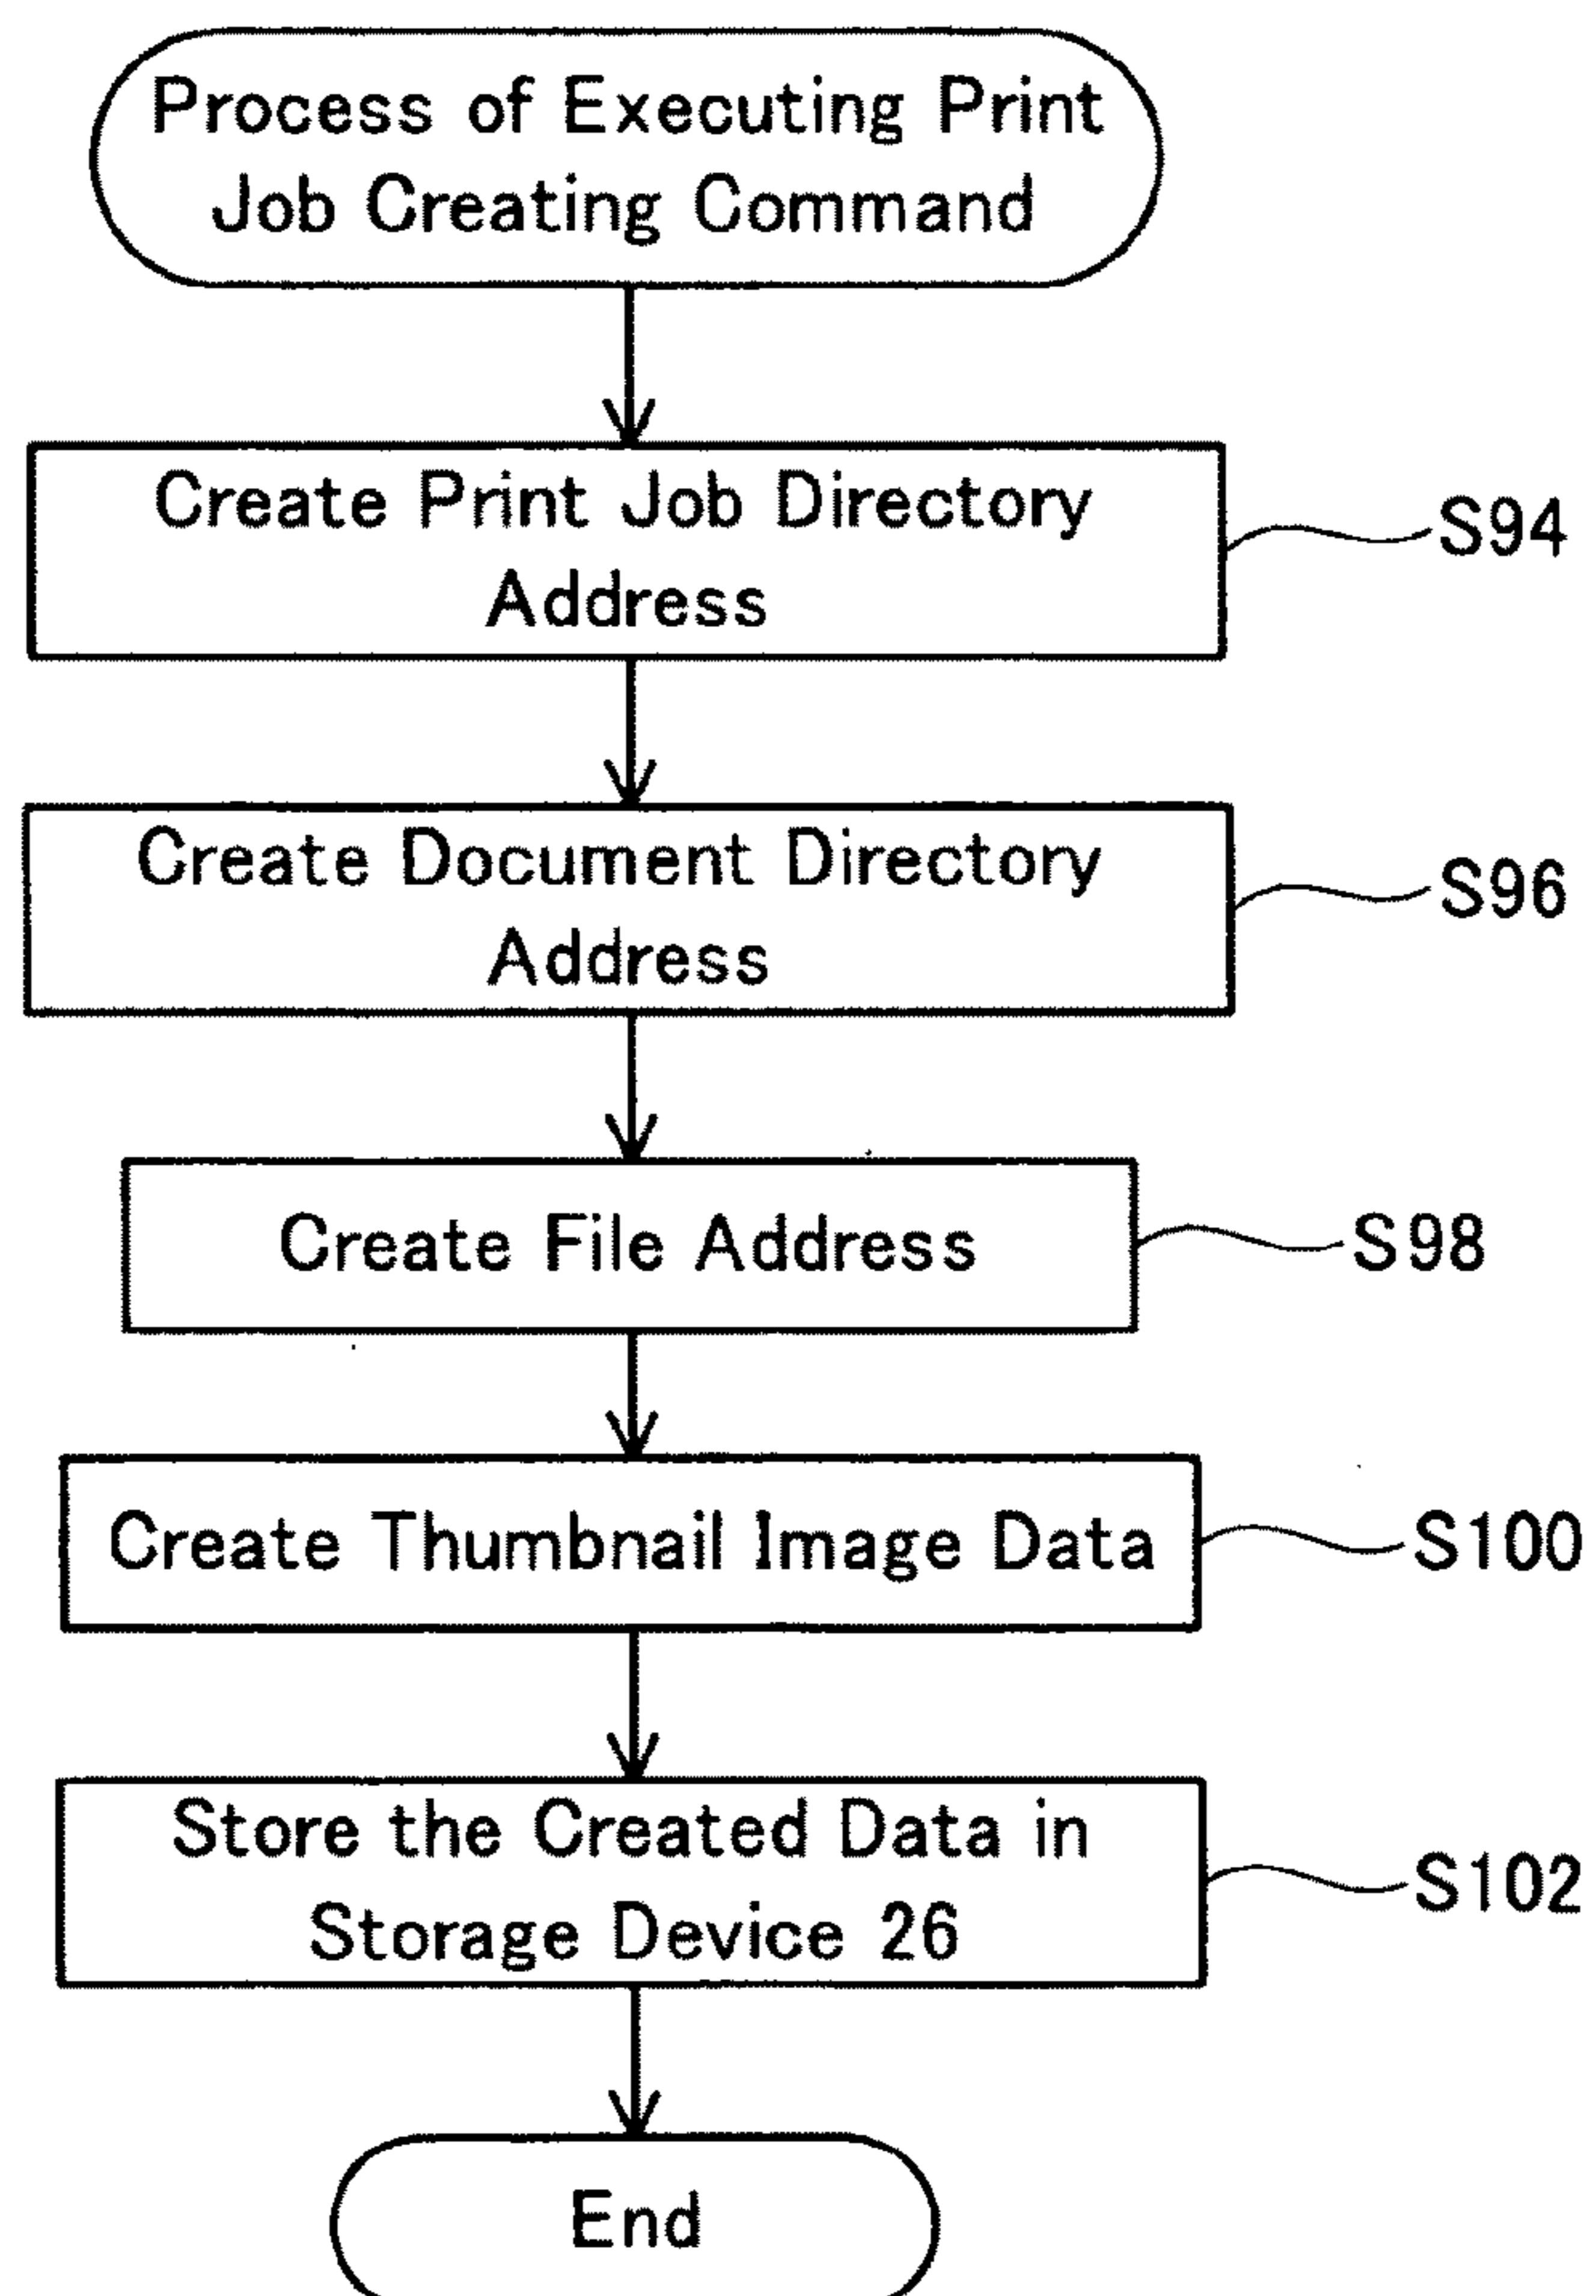 Process of Executing Print
Job Creating Command
Create Print Job Directory
Address
S94
Create Document Directory
Address
S96
Create File Address
S98
Create Thumbnail Image Data
S100
Store the Created Data in
Storage Device 26
S102
End